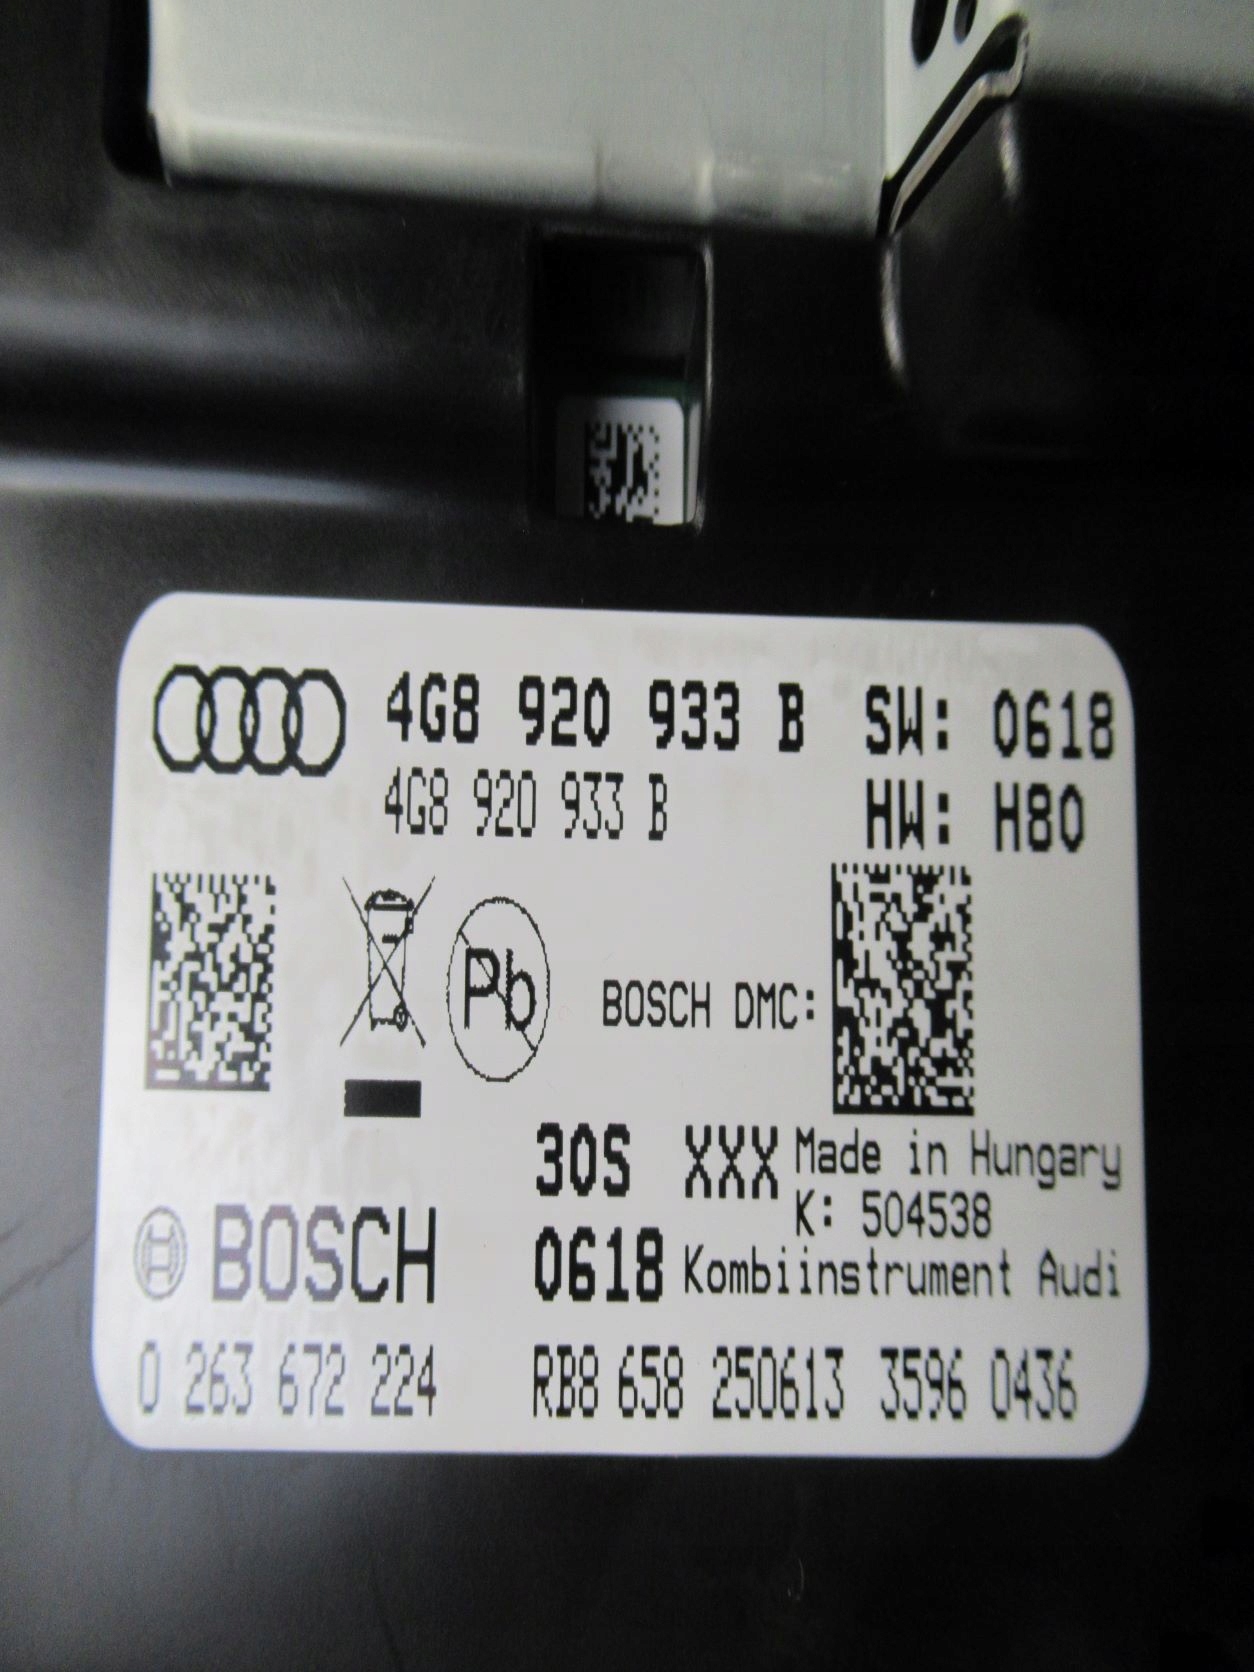 4G8 920 933 B SW: 0618
4G8 920 933 B HW: H80
Pb BOSCH DMC:
30S XXX Made in Hungary
K: 504538
BOSCH 0618 Kombiinstrument Audi
0 263 672 224 RB8 658 250613 3596 0436